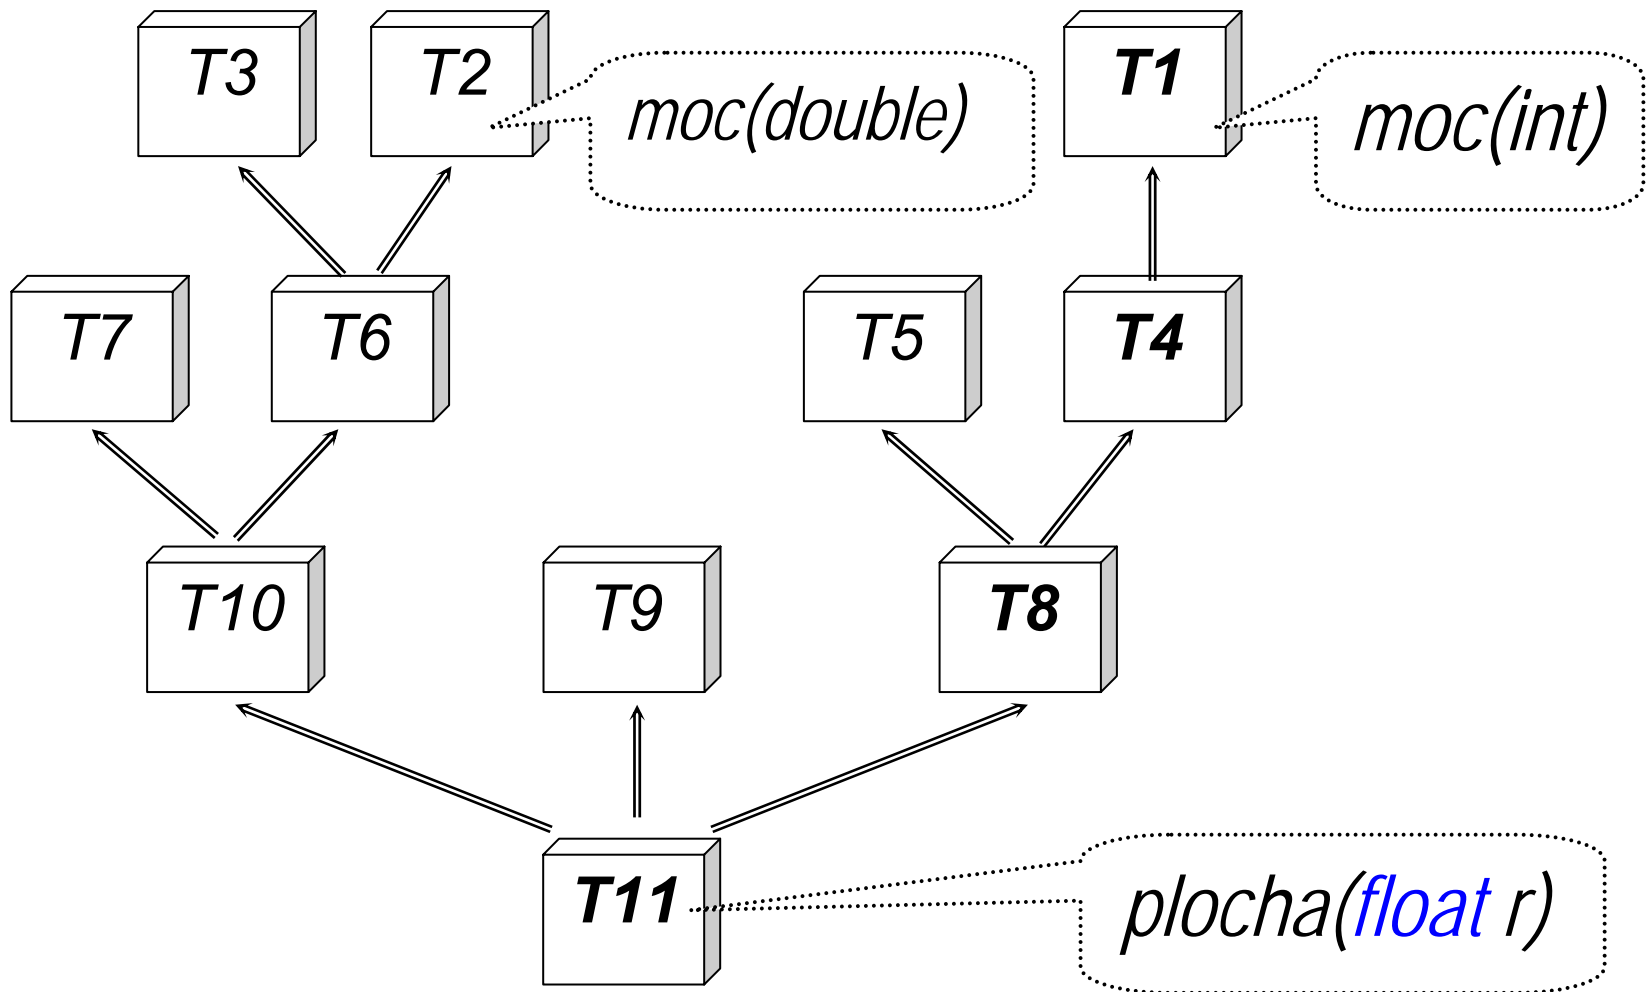 T3
T2
moc(double)
T1
moc(int)
T7
T6
T5
T4
T10
T9
T8
T11
plocha(float r)